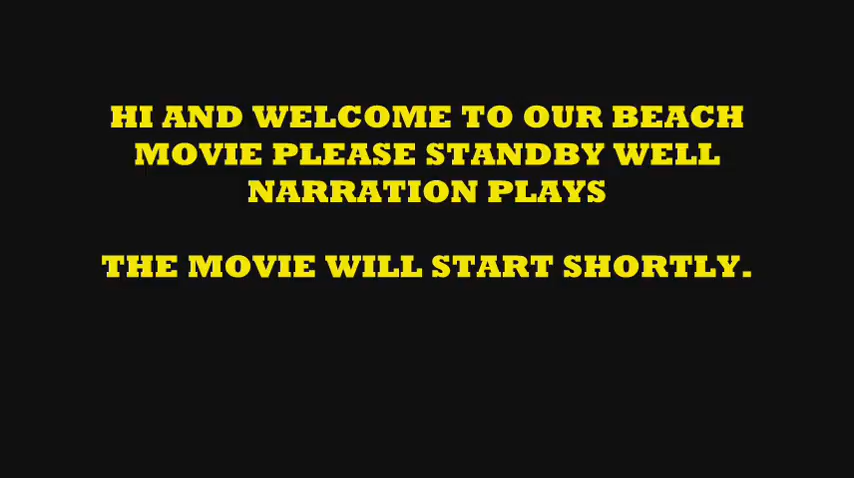 HI AND WELCOME TO OUR BEACH
MOVIE PLEASE STANDBY WELL
NARRATION PLAYS
THE MOVIE WILL START SHORTLY.